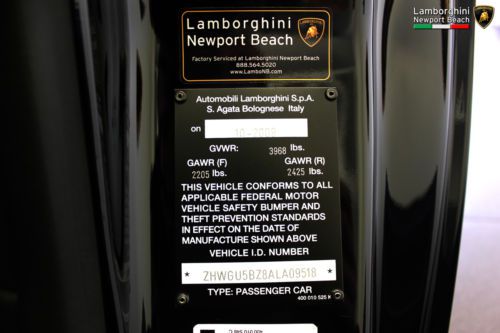 Lamborghini
Newport Beach
Lamborghini
Newport Beach
Factory Serviced at Lamborghini Newport Beach
888.564.5020
www.LamboNB.com
Automobili Lamborghini S.p.A.
S. Agata Bolognese Italy
on 10-2009
GVWR: 3968 lbs.
GAWR (F) GAWR (R)
2205 lbs. 2425 lbs.
THIS VEHICLE CONFORMS TO ALL
APPLICABLE FEDERAL MOTOR
VEHICLE SAFETY BUMPER AND
THEFT PREVENTION STANDARDS
IN EFFECT ON THE DATE OF
MANUFACTURE SHOWN ABOVE
VEHICLE I.D. NUMBER
* ZHWGU5BZ8ALA09518 *
TYPE: PASSENGER CAR
400 010 525 N